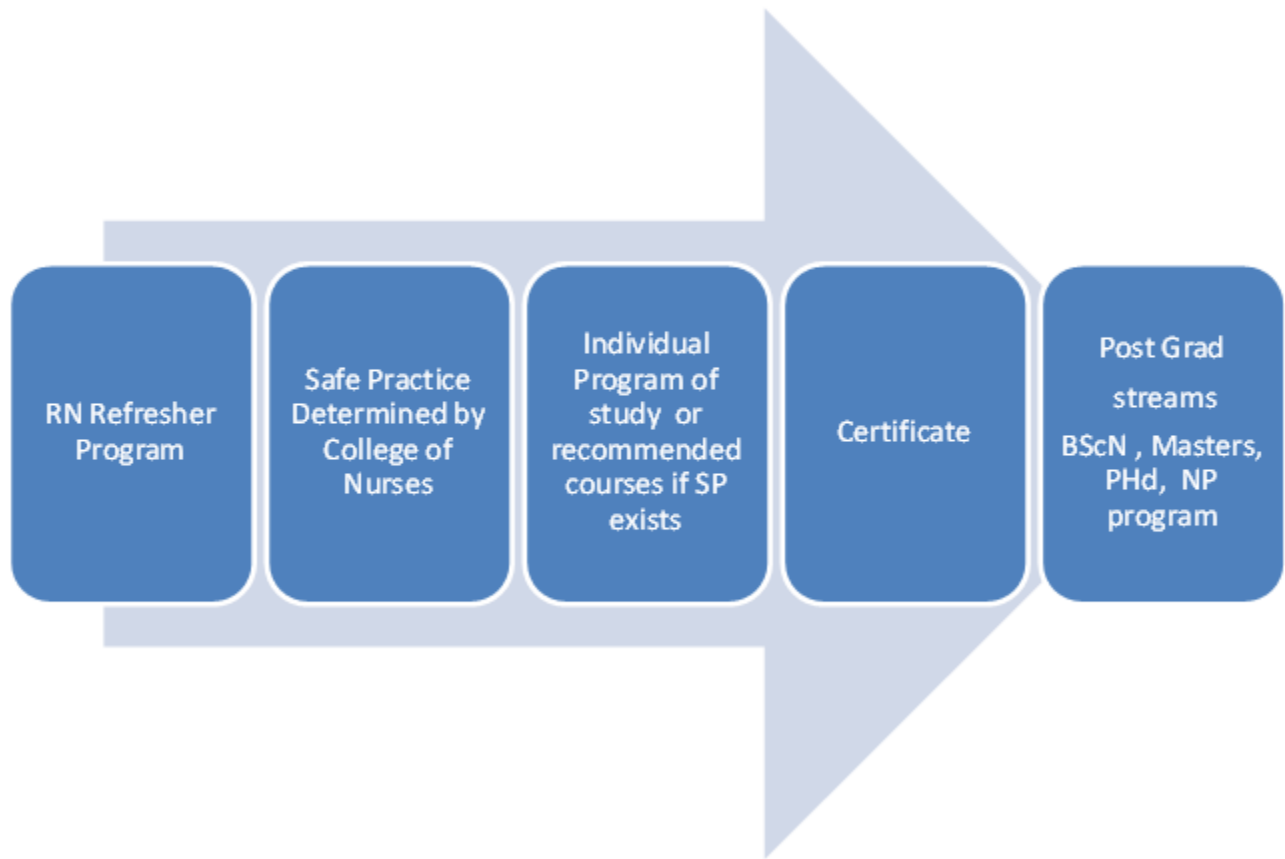 RN Refresher
Program
Safe Practice
Determined by
College of
Nurses
Individual
Program of
study or
recommended
courses if SP
exists
Certificate
Post Grad
streams
BScN , Masters,
PHd, NP
program